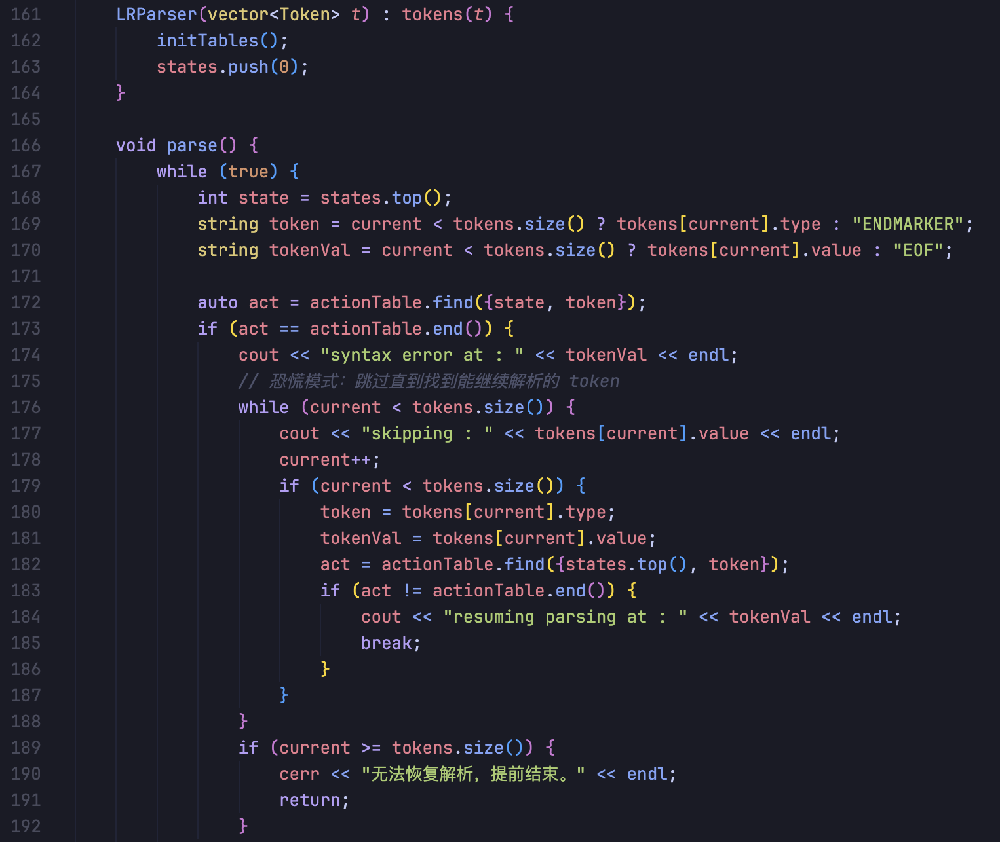 161 LRParser(vector<Token> t) : tokens(t) {
162 initTables();
163 states.push(0);
164 }
165
166 void parse() {
167 while (true) {
168 int state = states.top();
169 string token = current < tokens.size() ? tokens[current].type : "ENDMARKER";
170 string tokenVal = current < tokens.size() ? tokens[current].value : "EOF";
171
172 auto act = actionTable.find({state, token});
173 if (act == actionTable.end()) {
174 cout << "syntax error at : " << tokenVal << endl;
175 // 恐慌模式：跳过直到找到能继续解析的 token
176 while (current < tokens.size()) {
177 cout << "skipping : " << tokens[current].value << endl;
178 current++;
179 if (current < tokens.size()) {
180 token = tokens[current].type;
181 tokenVal = tokens[current].value;
182 act = actionTable.find({states.top(), token});
183 if (act != actionTable.end()) {
184 cout << "resuming parsing at : " << tokenVal << endl;
185 break;
186 }
187 }
188 }
189 if (current >= tokens.size()) {
190 cerr << "无法恢复解析，提前结束。" << endl;
191 return;
192 }